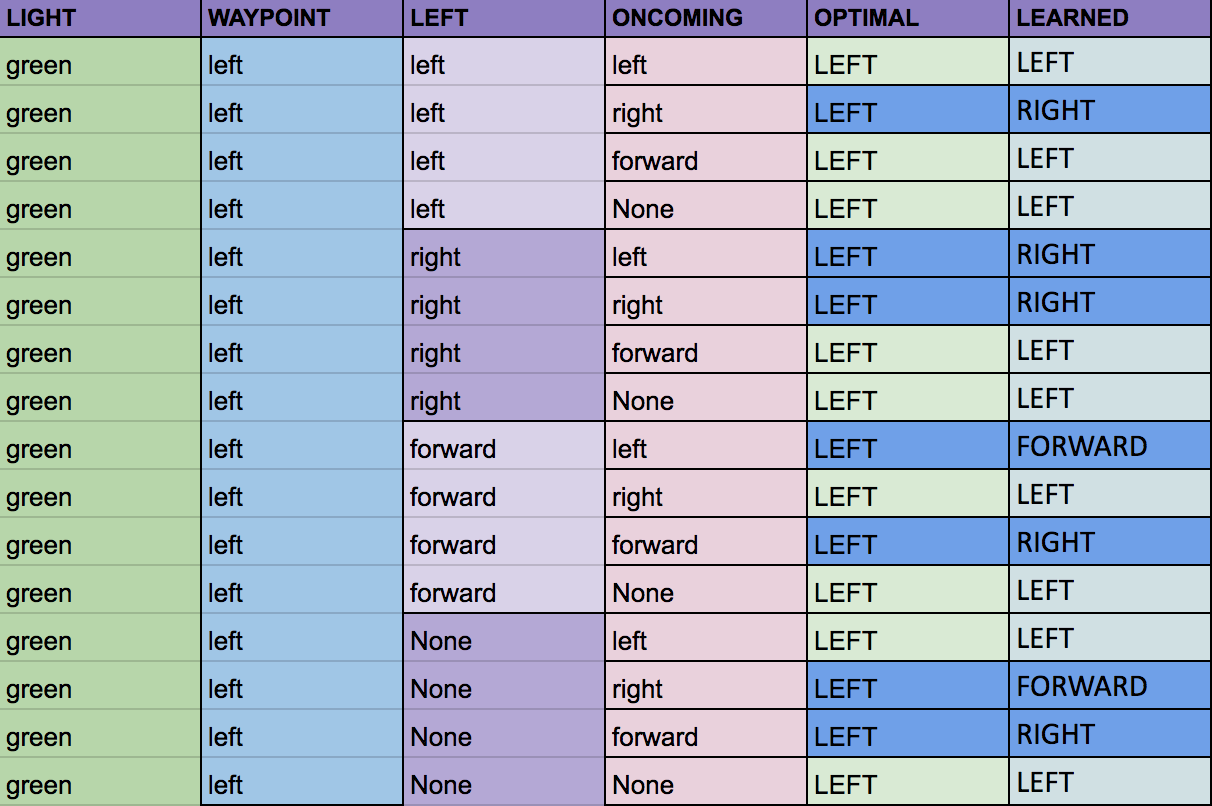 LIGHT WAYPOINT LEFT ONCOMING OPTIMAL LEARNED
green left left left LEFT LEFT
green left left right LEFT RIGHT
green left left forward LEFT LEFT
green left left None LEFT LEFT
green left right left LEFT RIGHT
green left right right LEFT RIGHT
green left right forward LEFT LEFT
green left right None LEFT LEFT
green left forward left LEFT FORWARD
green left forward right LEFT LEFT
green left forward forward LEFT RIGHT
green left forward None LEFT LEFT
green left None left LEFT LEFT
green left None right LEFT FORWARD
green left None forward LEFT RIGHT
green left None None LEFT LEFT